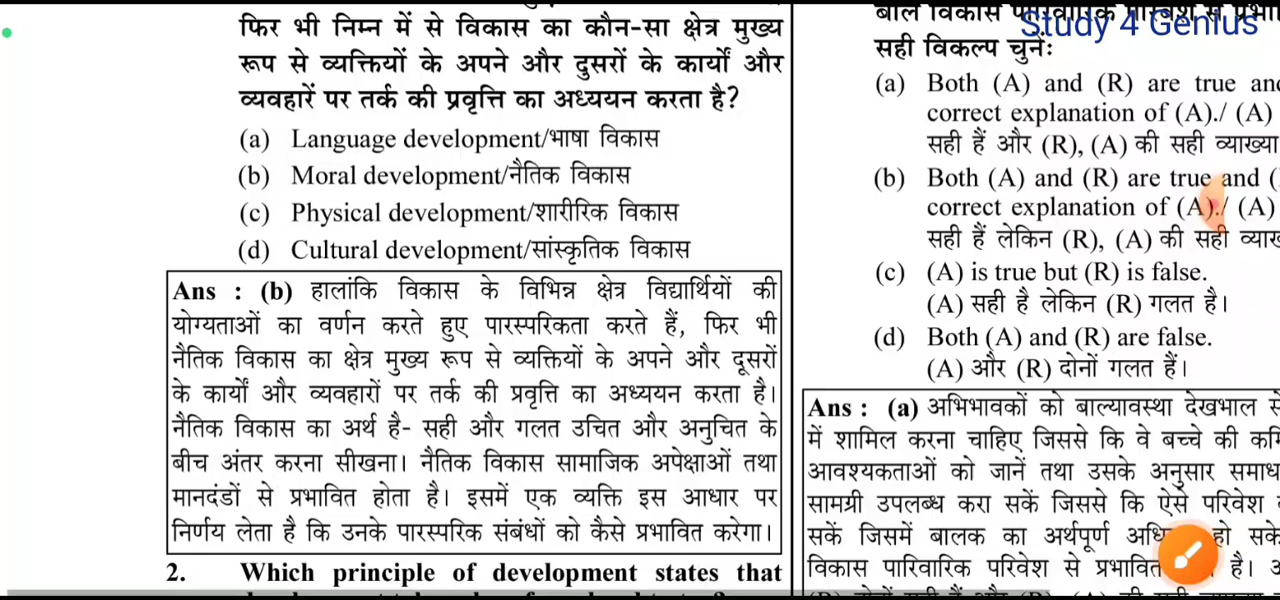 फिर भी निम्न में से विकास का कौन-सा क्षेत्र मुख्य
रूप से व्यक्तियों के अपने और दुसरों के कार्यो और
व्यवहारें पर तर्क की प्रवृत्ति का अध्ययन करता है?
(a) Language development/भाषा विकास
(b) Moral development/नैतिक विकास
(c) Physical development/शारीरिक विकास
(d) Cultural development/सांस्कृतिक विकास
Ans : (b) हालांकि विकास के विभिन्न क्षेत्र विद्यार्थियों की
योग्यताओं का वर्णन करते हुए पारस्परिकता करते हैं, फिर भी
नैतिक विकास का क्षेत्र मुख्य रूप से व्यक्तियों के अपने और दूसरों
के कार्यों और व्यवहारों पर तर्क की प्रवृत्ति का अध्ययन करता है।
नैतिक विकास का अर्थ है- सही और गलत उचित और अनुचित के
बीच अंतर करना सीखना। नैतिक विकास सामाजिक अपेक्षाओं तथा
मानदंडों से प्रभावित होता है। इसमें एक व्यक्ति इस आधार पर
निर्णय लेता है कि उनके पारस्परिक संबंधों को कैसे प्रभावित करेगा।
2. Which principle of development states that
बाल विकास पारिवारिक
Study 4 Genius
सही विकल्प चुनेंः
(a) Both (A) and (R) are true
correct explanation of (A)./ (A)
सही हैं और (R), (A) की सही व्याख्या
(b) Both (A) and (R) are true and
correct explanation of (A)./ (A)
सही हैं लेकिन (R), (A) की सही
(c) (A) is true but (R) is false.
(A) सही है लेकिन (R) गलत है।
(d) Both (A) and (R) are false.
(A) और (R) दोनों गलत हैं।
Ans : (a) अभिभावकों को बाल्यावस्था देखभाल
में शामिल करना चाहिए जिससे कि वे बच्चे की
आवश्यकताओं को जानें तथा उसके अनुसार
सामग्री उपलब्ध करा सकें जिससे कि ऐसे परिवेश
सकें जिसमें बालक का अर्थपूर्ण हो
विकास पारिवारिक परिवेश से है।